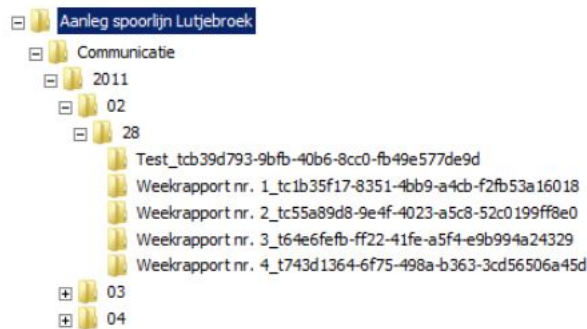 Aanleg spoorlijn Lutjebroek
Communicatie
2011
02
28
Test_tcb39d793-9bfb-40b6-8cc0-fb49e577de9d
Weekrapport nr. 1_tc1b35f17-8351-4bb9-a4cb-f2fb53a16018
Weekrapport nr. 2_tc55a89d8-9e4f-4023-a5c8-52c0199ff8e0
Weekrapport nr. 3_t64e6fefb-ff22-41fe-a5f4-e9b994a24329
Weekrapport nr. 4_t743d1364-6f75-498a-b363-3cd56506a45d
03
04